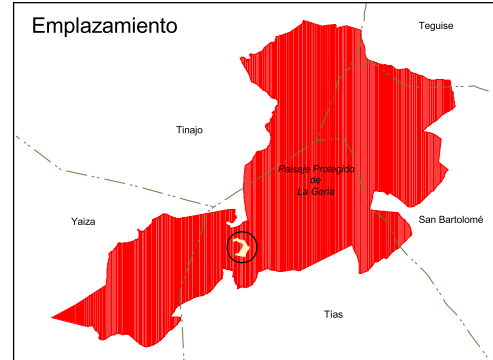 Emplazamiento
Teguise
Tinajo
Paisaje Protegido
de
La Geria
Yaiza
San Bartolomé
Tías